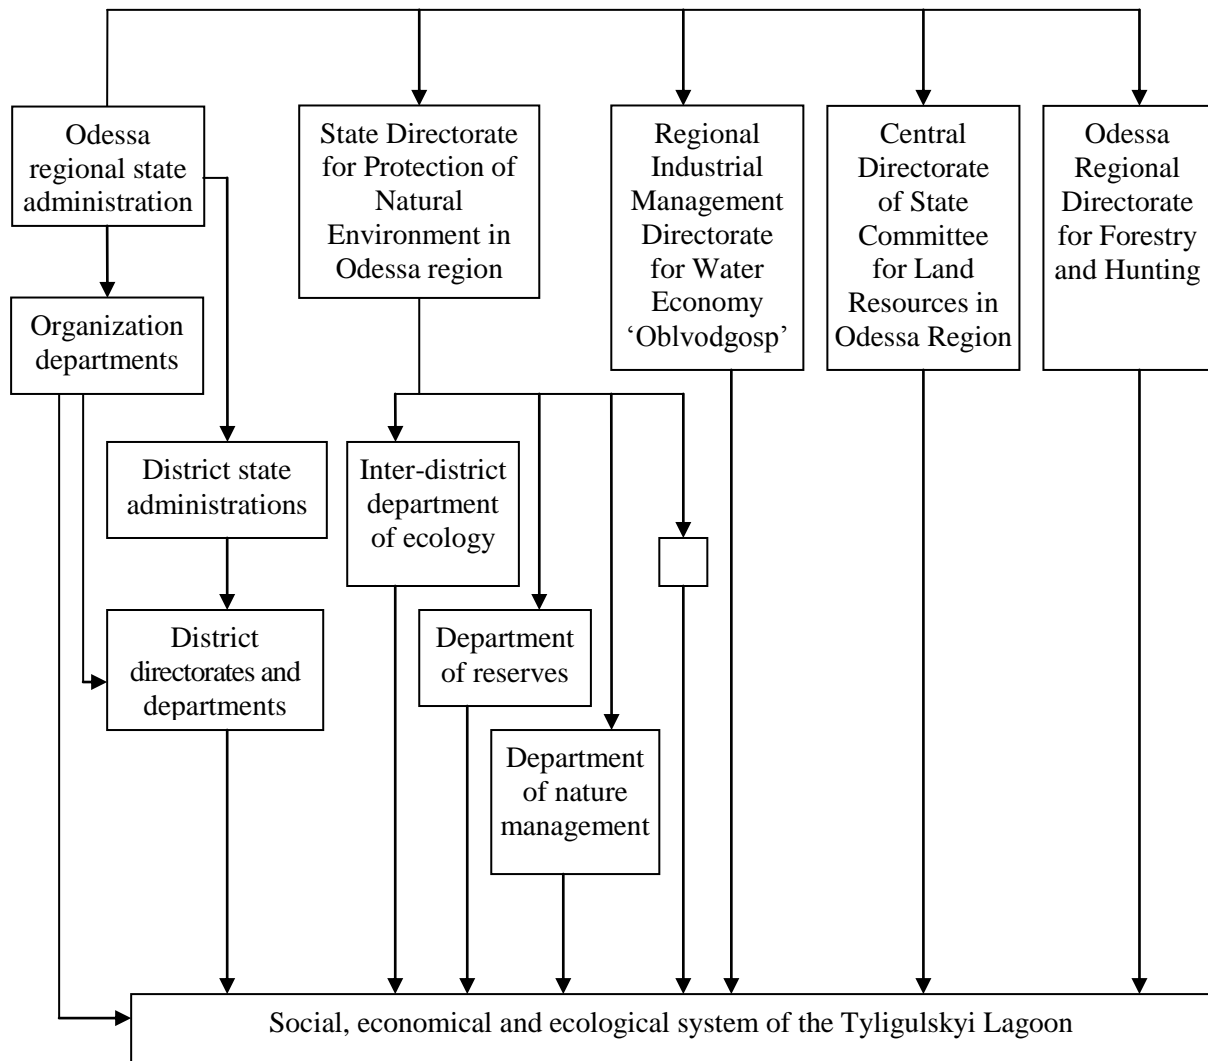 Odessa
regional state
administration
State Directorate
for Protection of
Natural
Environment in
Odessa region
Regional
Industrial
Management
Directorate
for Water
Economy
‘Oblvodgosp’
Central
Directorate
of State
Committee
for Land
Resources in
Odessa Region
Odessa
Regional
Directorate
for Forestry
and Hunting
Organization
departments
District state
administrations
Inter-district
department
of ecology
District
directorates and
departments
Department
of reserves
Department
of nature
management
Social, economical and ecological system of the Tyligulskyi Lagoon